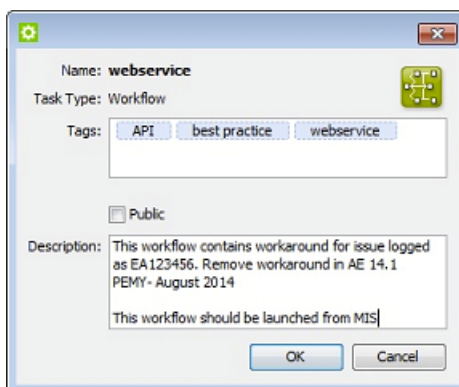 Name: webservice
Task Type: Workflow
Tags: API best practice webservice
Public
Description: This workflow contains workaround for issue logged
as EA123456. Remove workaround in AE 14.1
PEMY- August 2014
This workflow should be launched from MIS
OK Cancel